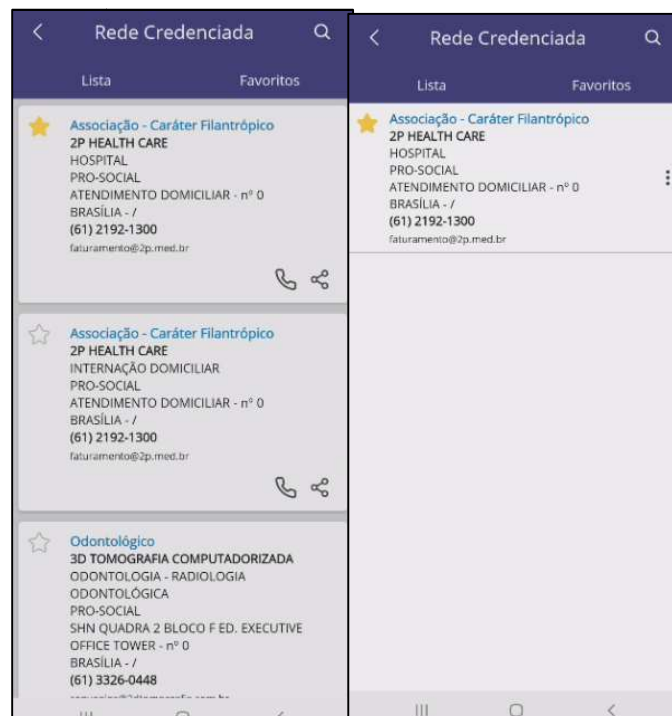 Rede Credenciada
Lista Favoritos
Associação - Caráter Filantrópico
2P HEALTH CARE
HOSPITAL
PRO-SOCIAL
ATENDIMENTO DOMICILIAR - nº 0
BRASÍLIA - /
(61) 2192-1300
faturamento@2p.med.br
Associação - Caráter Filantrópico
2P HEALTH CARE
INTERNAÇÃO DOMICILIAR
PRO-SOCIAL
ATENDIMENTO DOMICILIAR - nº 0
BRASÍLIA - /
(61) 2192-1300
faturamento@2p.med.br
Odontológico
3D TOMOGRAFIA COMPUTADORIZADA
ODONTOLOGIA - RADIOLOGIA
ODONTOLÓGICA
PRO-SOCIAL
SHN QUADRA 2 BLOCO F ED. EXECUTIVE
OFFICE TOWER - nº 0
BRASÍLIA - /
(61) 3326-0448
Rede Credenciada
Lista Favoritos
Associação - Caráter Filantrópico
2P HEALTH CARE
HOSPITAL
PRO-SOCIAL
ATENDIMENTO DOMICILIAR - nº 0
BRASÍLIA - /
(61) 2192-1300
faturamento@2p.med.br